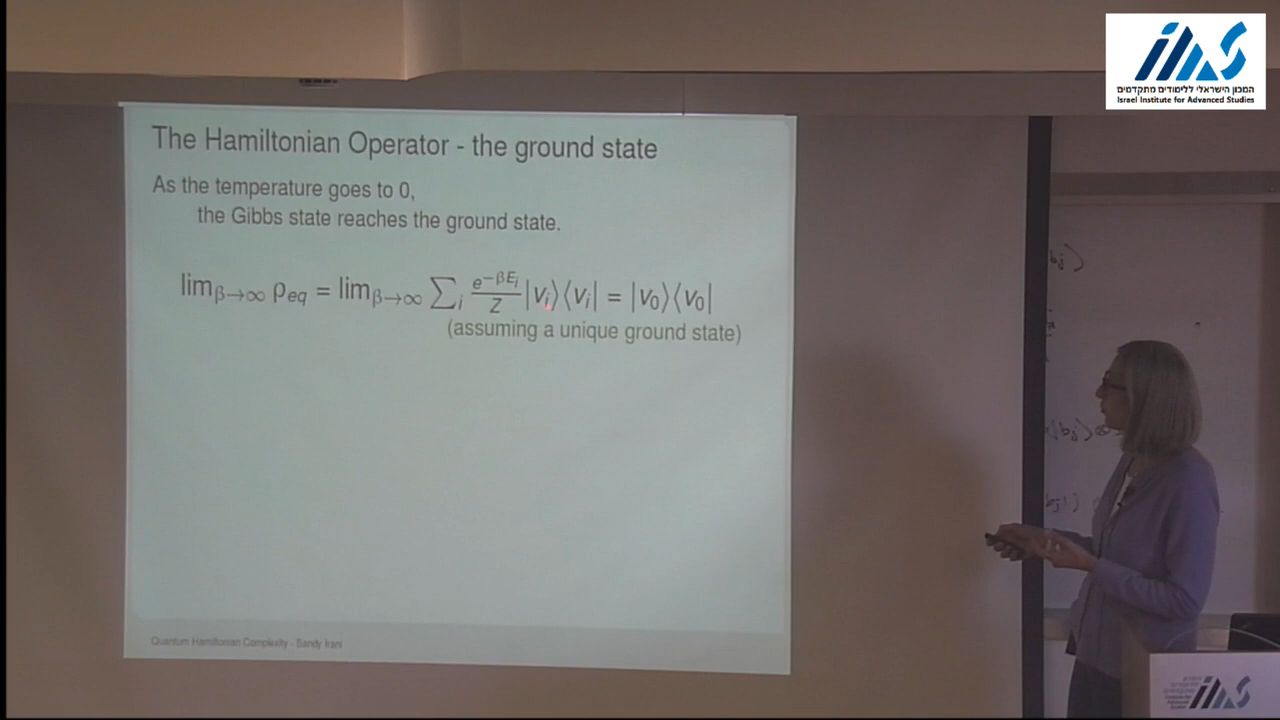 המכון הישראלי ללימודים מתקדמים
Israel Institute for Advanced Studies
The Hamiltonian Operator - the ground state
As the temperature goes to 0,
the Gibbs state reaches the ground state.
lim_{β→∞} ρ_{eq} = lim_{β→∞} ∑_i \frac{e^{-βE_i}}{Z} |v_i⟩⟨v_i| = |v_0⟩⟨v_0|
(assuming a unique ground state)
Quantum Hamiltonian Complexity - Sandy Irani